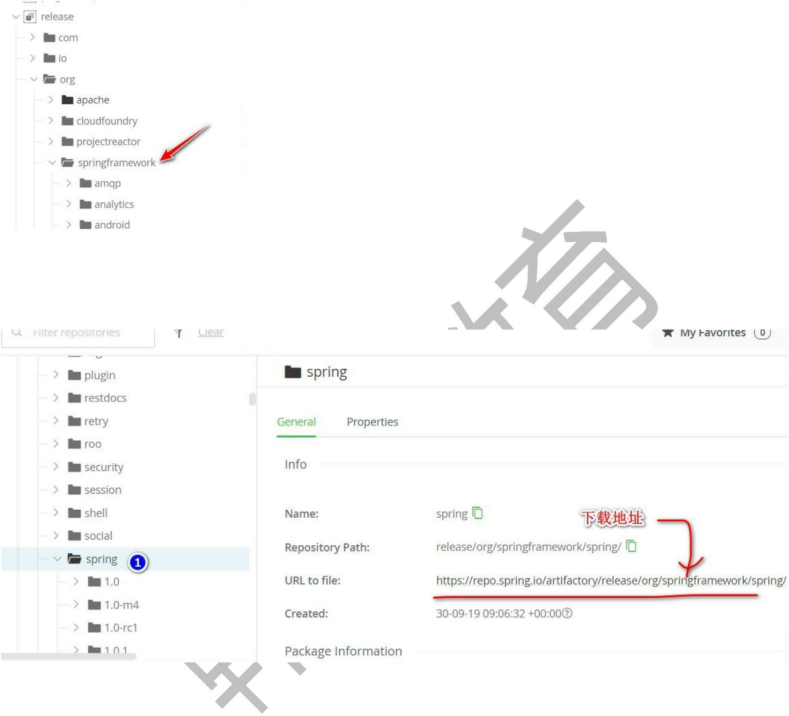 release
com
io
org
apache
cloudfoundry
projectreactor
springframework
amqp
analytics
android
Filter repositories
Clear
My Favorites (0)
plugin
restdocs
retry
roo
security
session
shell
social
spring 1
1.0
1.0-m4
1.0-rc1
1.0.1
spring
General Properties
Info
Name: spring
下载地址
Repository Path: release/org/springframework/spring/
URL to file: https://repo.spring.io/artifactory/release/org/springframework/spring/
Created: 30-09-19 09:06:32 +00:00
Package Information